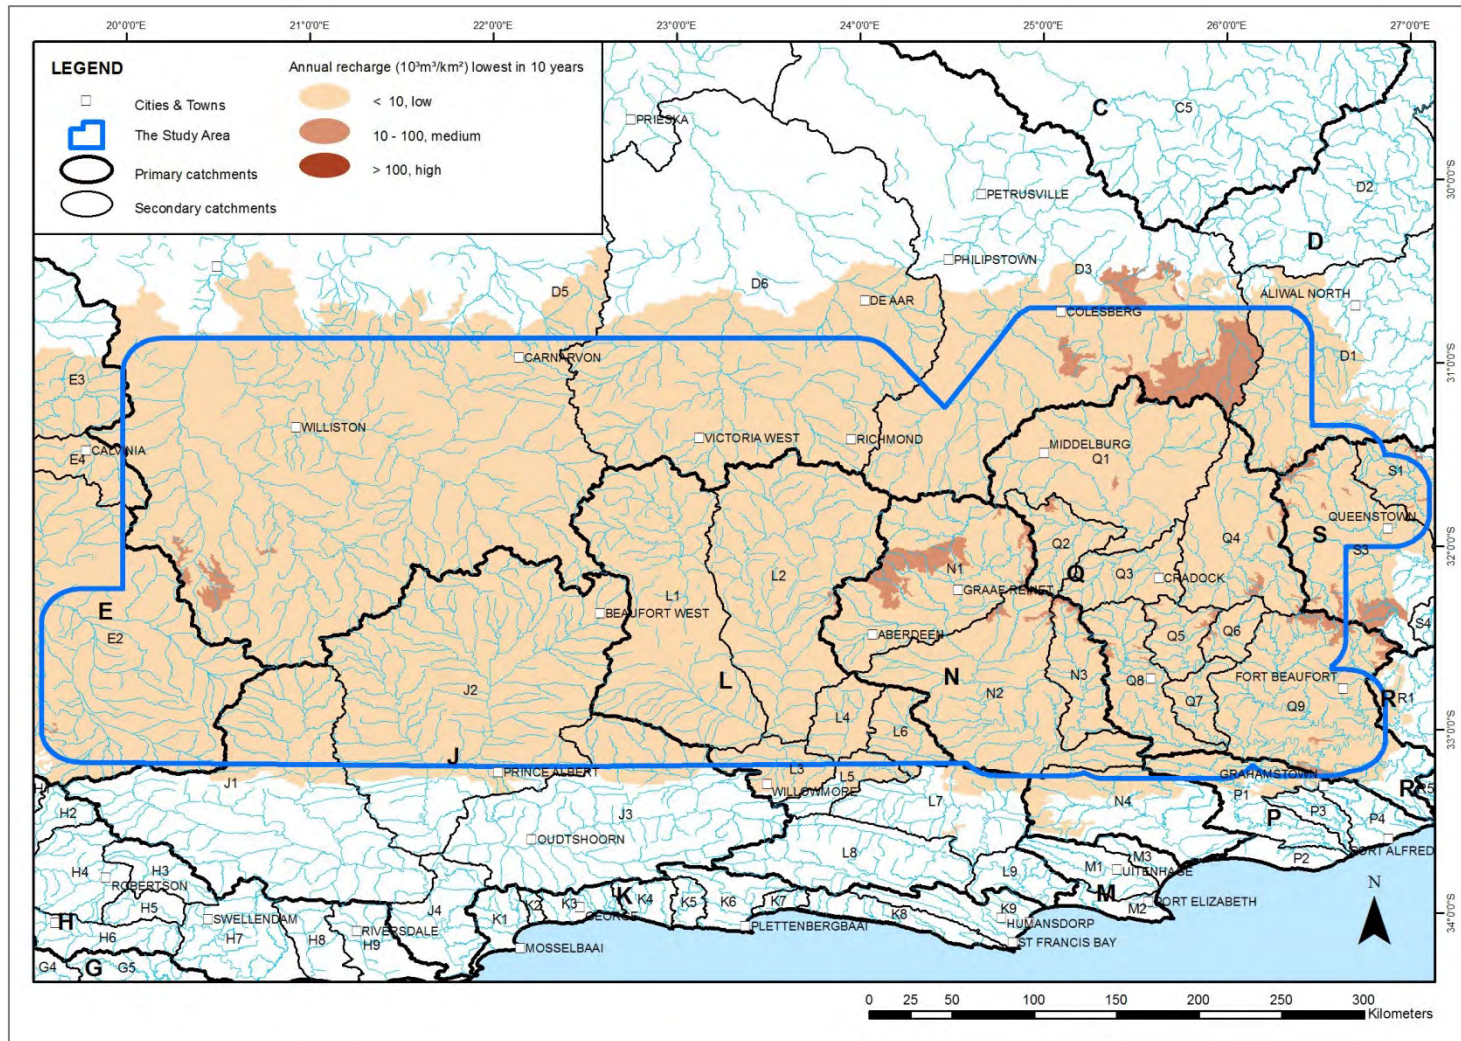 20°0'0"E 21°0'0"E 22°0'0"E 23°0'0"E 24°0'0"E 25°0'0"E 26°0'0"E 27°0'0"E
LEGEND
Annual recharge (10³m³/km²) lowest in 10 years
Cities & Towns
< 10, low
The Study Area
10 - 100, medium
Primary catchments
> 100, high
Secondary catchments
PRIESKA
C
C5
30°0'0"S
D2
PETRUSVILLE
D
PHILIPSTOWN
D3
D5
D6
DE AAR
ALIWAL NORTH
COLESBERG
D1
31°0'0"S
CARNARVON
E3
WILLISTON
VICTORIA WEST
RICHMOND
MIDDELBURG
Q1
E4
CALVINIA
S1
QUEENSTOWN
S
S3
32°0'0"S
Q2
Q4
Q
Q3
CRADOCK
N1
GRAAF REINET
L2
L1
BEAUFORT WEST
E
E2
ABERDEEN
S4
Q5
Q6
J2
L
N
N2
N3
Q8
FORT BEAUFORT
Q7
Q9
R
R1
L4
L6
33°0'0"S
J
PRINCE ALBERT
L3
L5
WILLOWMORE
GRAHAMSTOWN
J1
H2
J3
L7
N4
P1
P
P3
P4
R
R5
OUDTSHOORN
PORT ALFRED
P2
H4
H3
ROBERTSON
L8
L9
M1
M3
UITENHAGE
M
M2
PORT ELIZABETH
H5
H
H6
SWELLENDAM
H7
H8
RIVERSDALE
H9
J4
K1
K2
K3
GEORGE
K
K4
K5
K6
K7
K8
K9
HUMANSDORP
PLETTENBERGBAAI
ST FRANCIS BAY
MOSSELBAAI
34°0'0"S
G4
G
G5
N
0 25 50 100 150 200 250 300
Kilometers